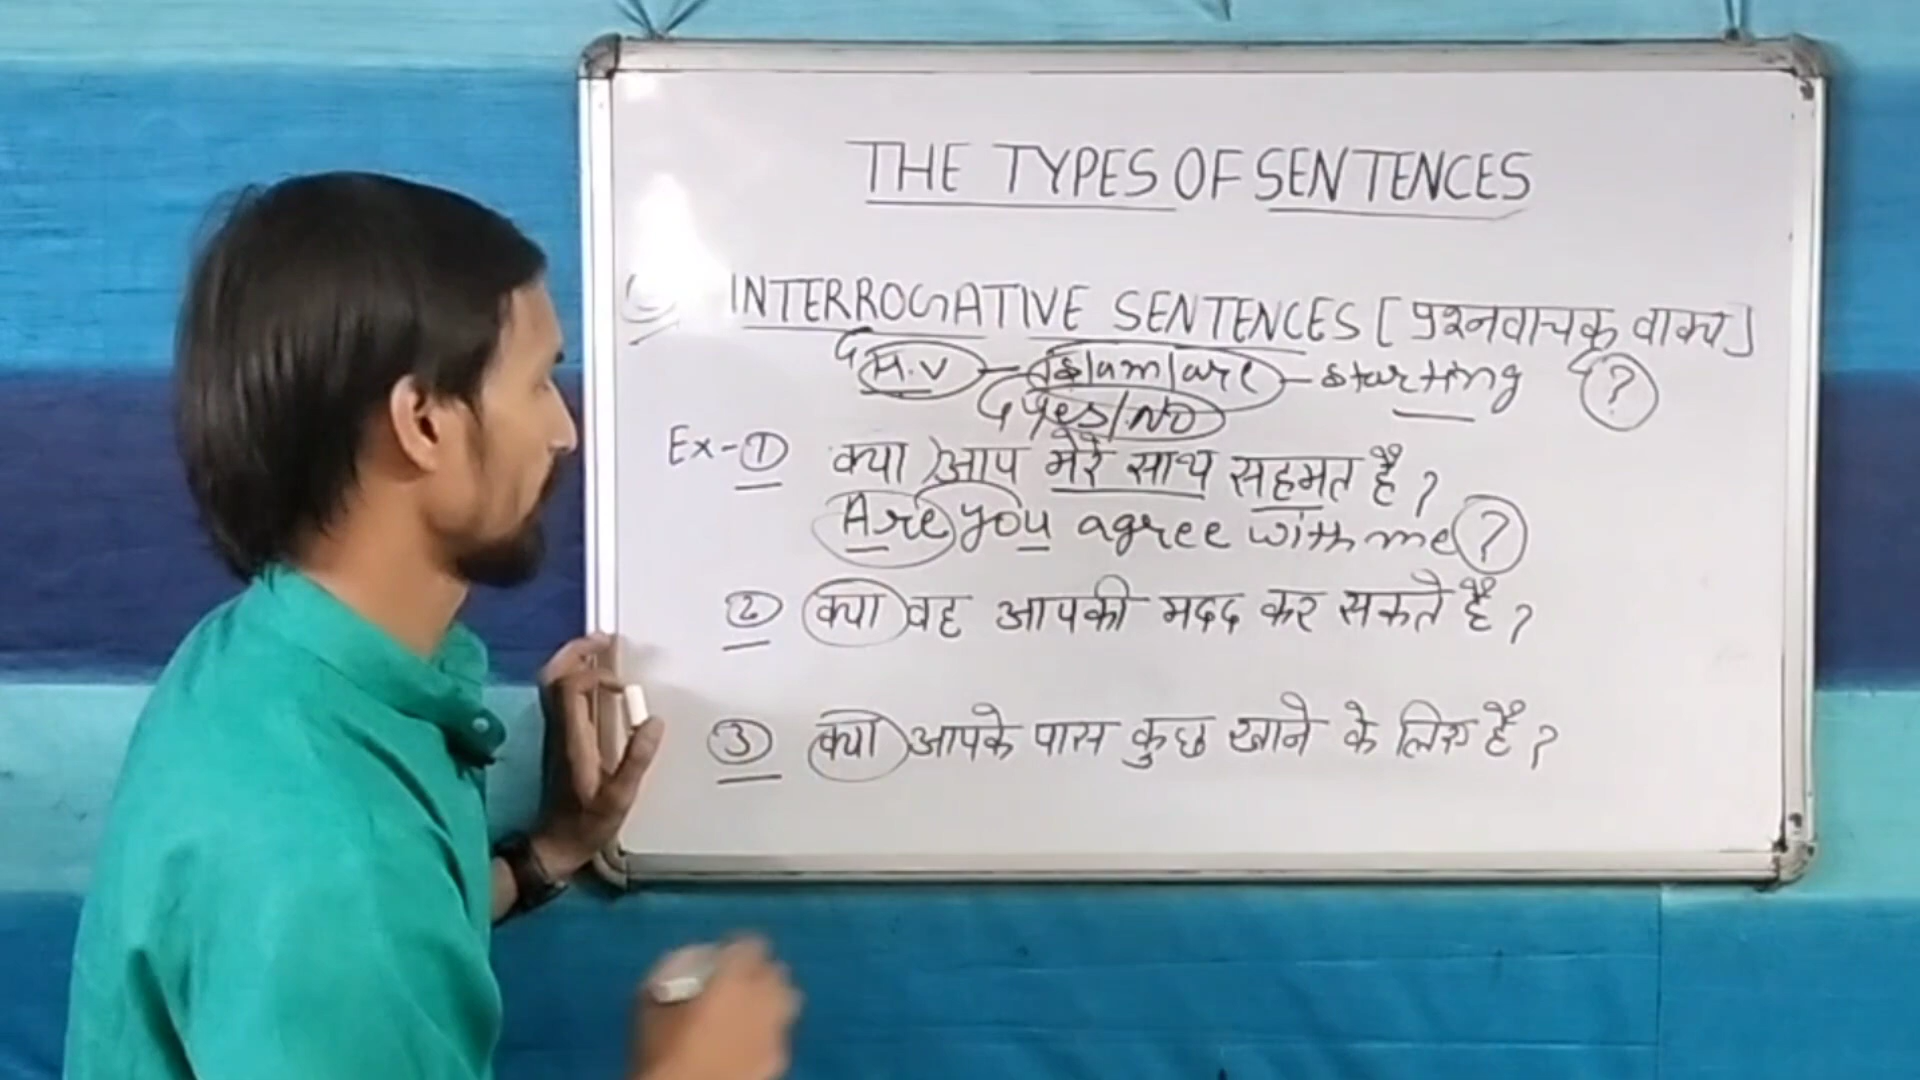 THE TYPES OF SENTENCES
INTERROGATIVE SENTENCES [प्रश्नवाचक वाक्य]
H.V - is/am/are - starting ?
Yes/No
Ex-① क्या आप मेरे साथ सहमत हैं?
Are you agree with me?
② क्या वह आपकी मदद कर सकते हैं?
③ क्या आपके पास कुछ खाने के लिए हैं?